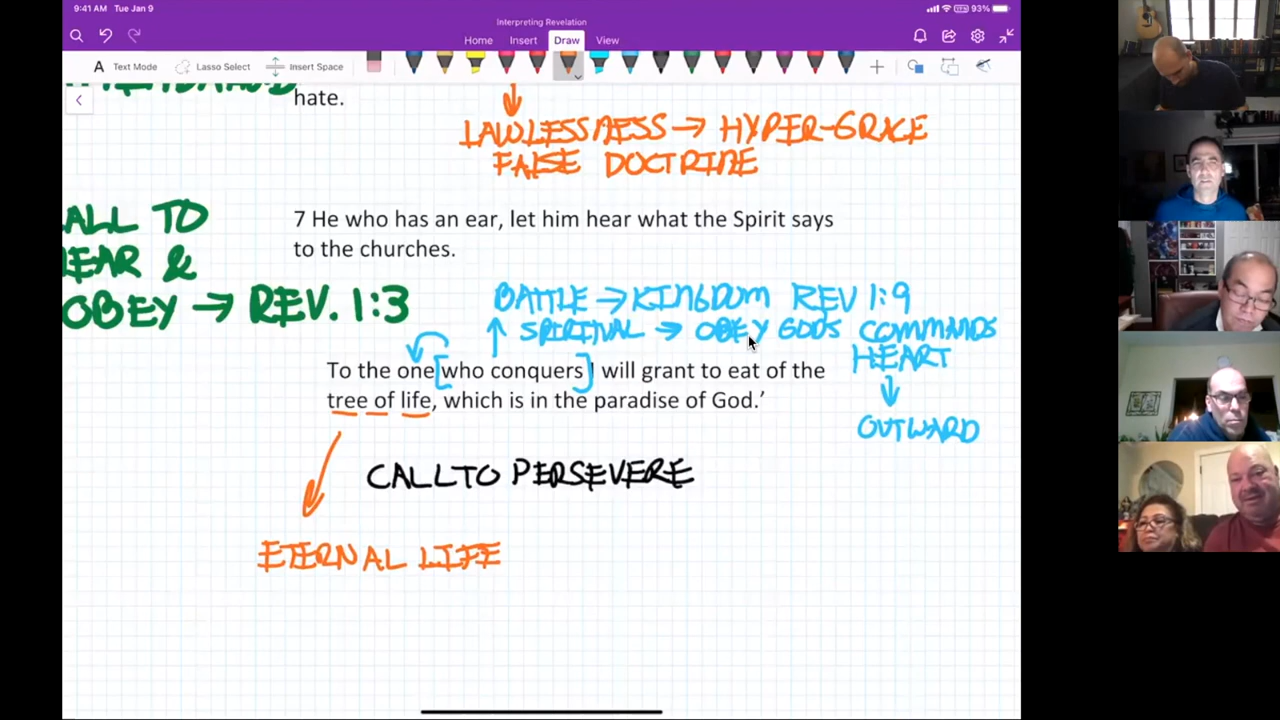 9:41 AM Tue Jan 9
93%
Interpreting Revelation
Home Insert Draw View
Text Mode Lasso Select Insert Space
hate.
LAWLESSNESS → HYPER-GRACE
FALSE DOCTRINE
7 He who has an ear, let him hear what the Spirit says
to the churches.
ALL TO
EAR &
OBEY → REV. 1:3
BATTLE → KINGDOM REV 1:9
SPIRITUAL → OBEY GODS COMMANDS
HEART
OUTWARD
To the one [who conquers] I will grant to eat of the
tree of life, which is in the paradise of God.’
CALL TO PERSEVERE
ETERNAL LIFE